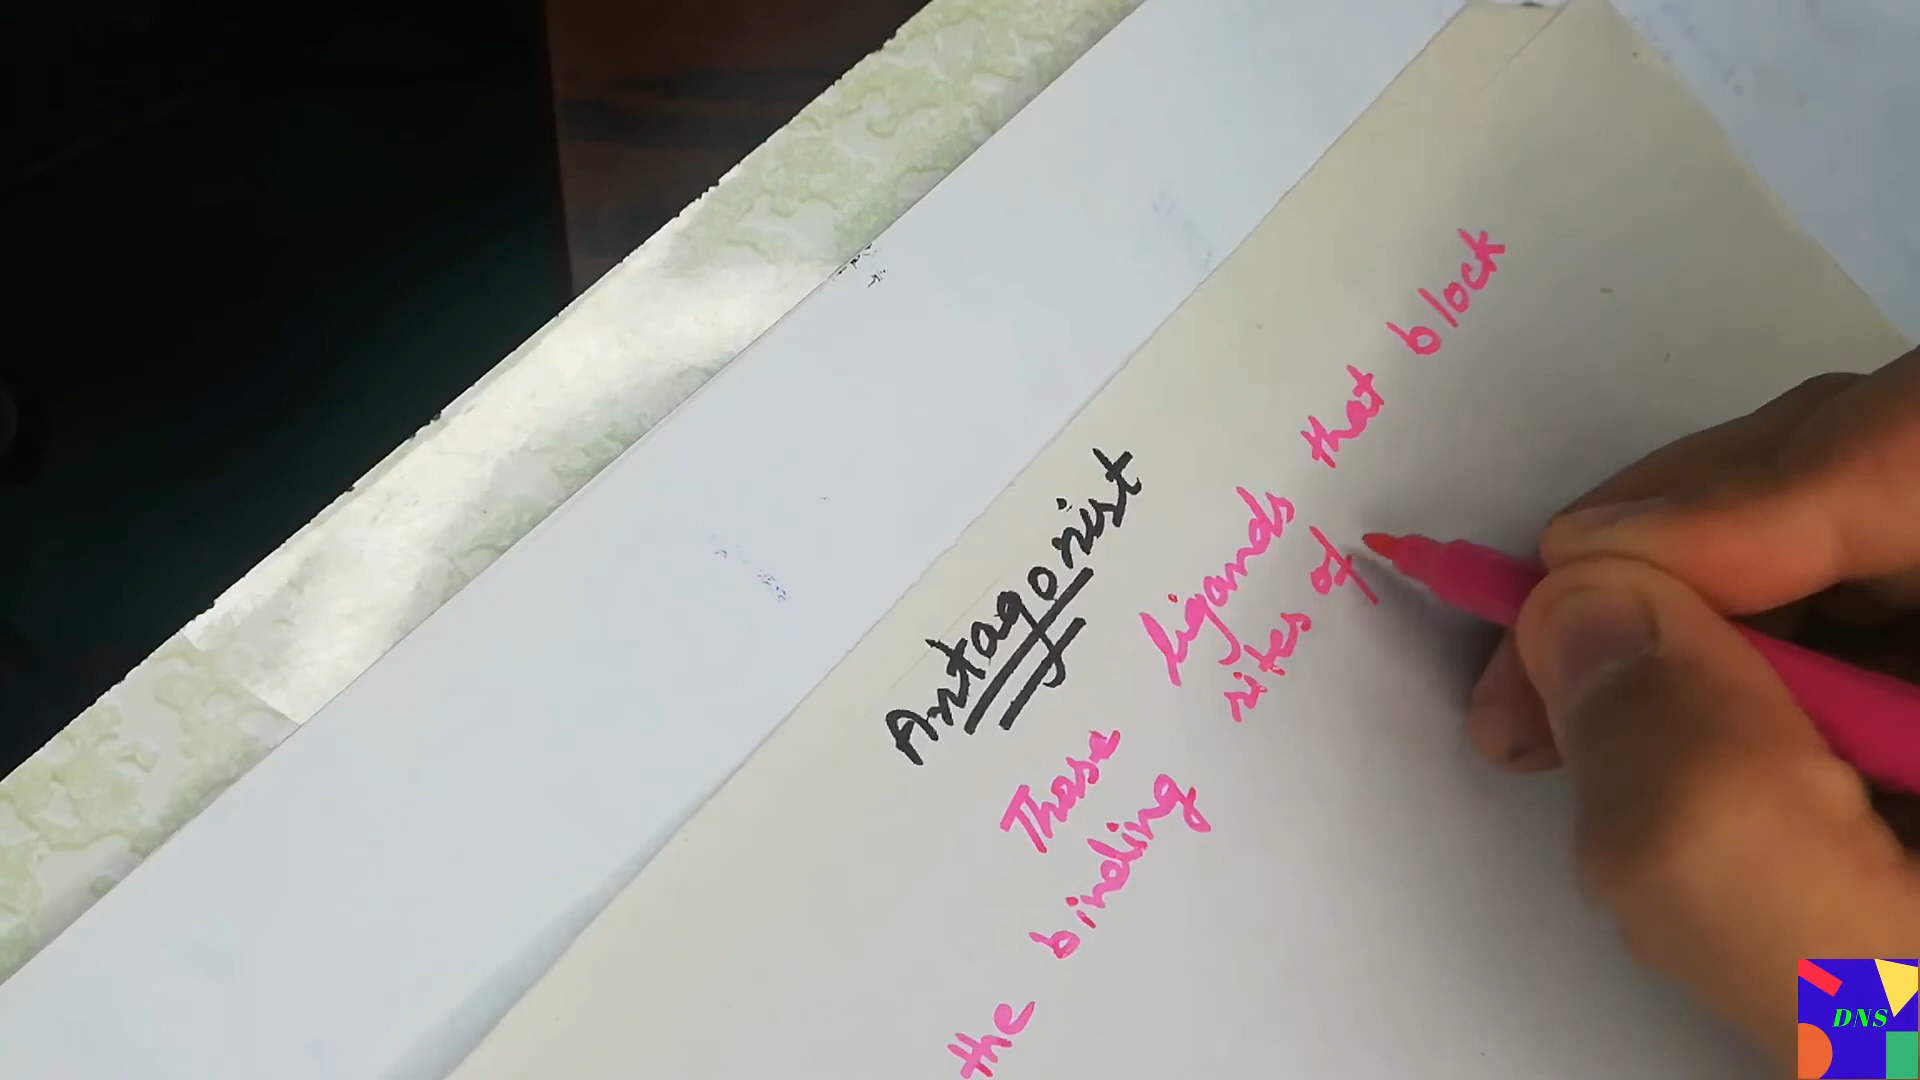 Antagonist
These ligands that block
the binding sites of
DNS